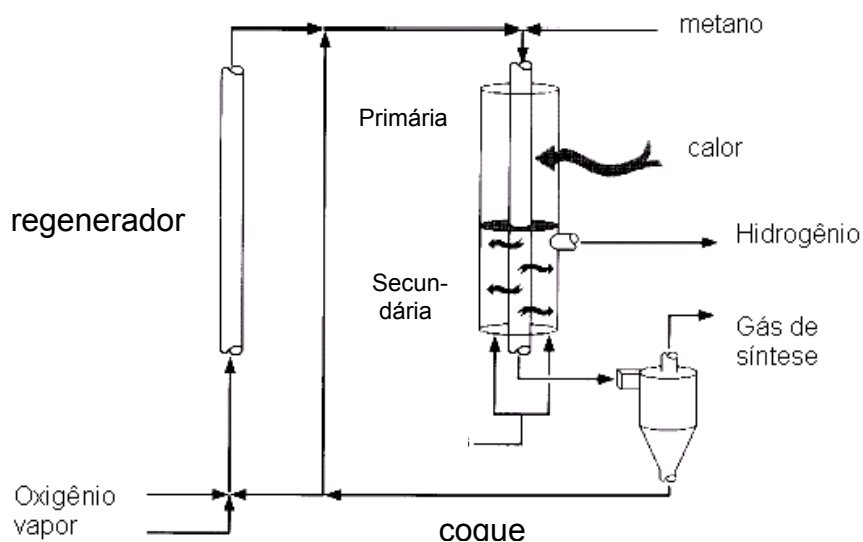 metano
Primária
calor
regenerador
Hidrogênio
Secun-
dária
Gás de
síntese
Oxigênio
vapor
coque